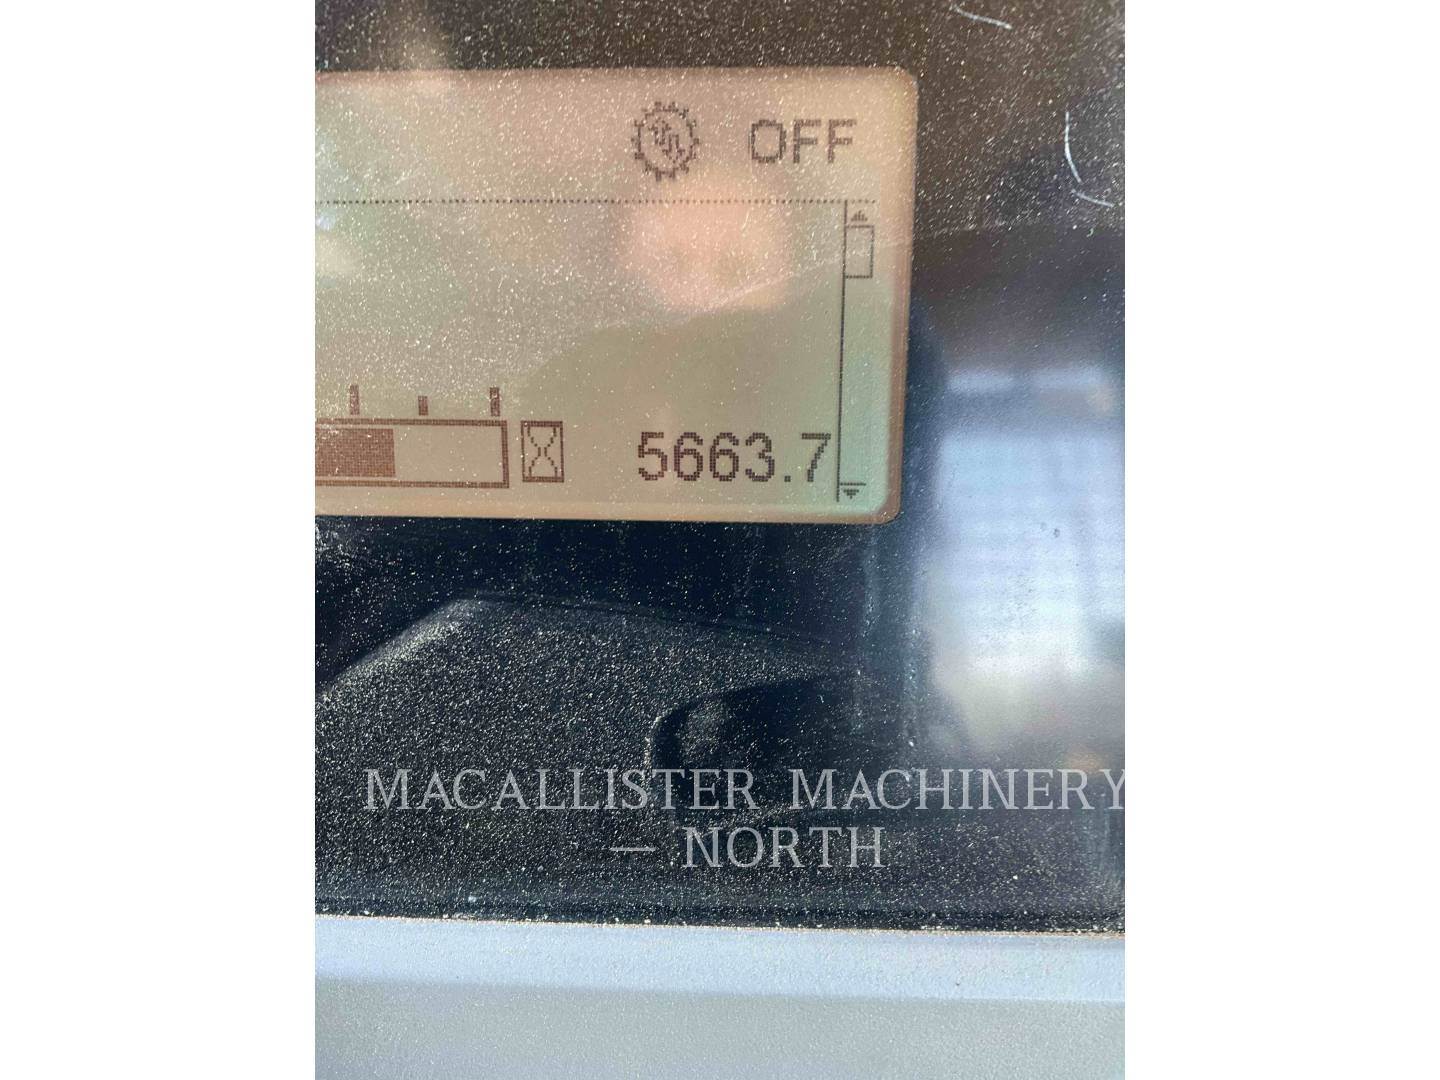 OFF
5663.7
MACALLISTER MACHINERY
— NORTH